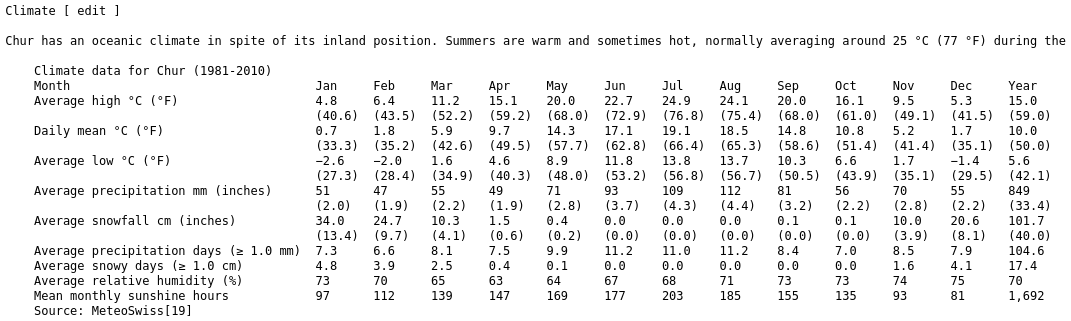 Climate [ edit ]
Chur has an oceanic climate in spite of its inland position. Summers are warm and sometimes hot, normally averaging around 25 °C (77 °F) during the
Climate data for Chur (1981-2010)
Month Jan Feb Mar Apr May Jun Jul Aug Sep Oct Nov Dec Year
Average high °C (°F) 4.8 6.4 11.2 15.1 20.0 22.7 24.9 24.1 20.0 16.1 9.5 5.3 15.0
(40.6) (43.5) (52.2) (59.2) (68.0) (72.9) (76.8) (75.4) (68.0) (61.0) (49.1) (41.5) (59.0)
Daily mean °C (°F) 0.7 1.8 5.9 9.7 14.3 17.1 19.1 18.5 14.8 10.8 5.2 1.7 10.0
(33.3) (35.2) (42.6) (49.5) (57.7) (62.8) (66.4) (65.3) (58.6) (51.4) (41.4) (35.1) (50.0)
Average low °C (°F) −2.6 −2.0 1.6 4.6 8.9 11.8 13.8 13.7 10.3 6.6 1.7 −1.4 5.6
(27.3) (28.4) (34.9) (40.3) (48.0) (53.2) (56.8) (56.7) (50.5) (43.9) (35.1) (29.5) (42.1)
Average precipitation mm (inches) 51 47 55 49 71 93 109 112 81 56 70 55 849
(2.0) (1.9) (2.2) (1.9) (2.8) (3.7) (4.3) (4.4) (3.2) (2.2) (2.8) (2.2) (33.4)
Average snowfall cm (inches) 34.0 24.7 10.3 1.5 0.4 0.0 0.0 0.0 0.1 0.1 10.0 20.6 101.7
(13.4) (9.7) (4.1) (0.6) (0.2) (0.0) (0.0) (0.0) (0.0) (0.0) (3.9) (8.1) (40.0)
Average precipitation days (≥ 1.0 mm) 7.3 6.6 8.1 7.5 9.9 11.2 11.0 11.2 8.4 7.0 8.5 7.9 104.6
Average snowy days (≥ 1.0 cm) 4.8 3.9 2.5 0.4 0.1 0.0 0.0 0.0 0.0 0.0 1.6 4.1 17.4
Average relative humidity (%) 73 70 65 63 64 67 68 71 73 73 74 75 70
Mean monthly sunshine hours 97 112 139 147 169 177 203 185 155 135 93 81 1,692
Source: MeteoSwiss[19]